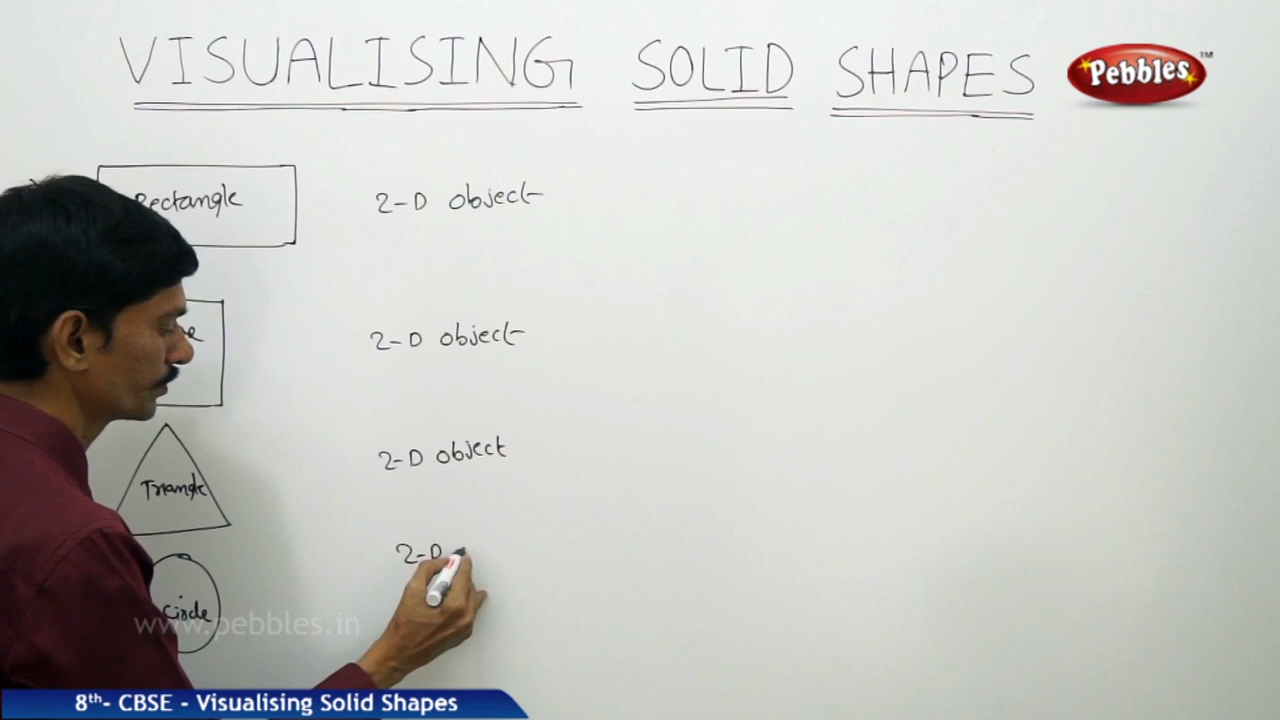 VISUALISING SOLID SHAPES
Pebbles TM
Rectangle 2-D object
2-D object
2-D object
Triangle
2-D
Circle
www.pebbles.in
8th- CBSE - Visualising Solid Shapes